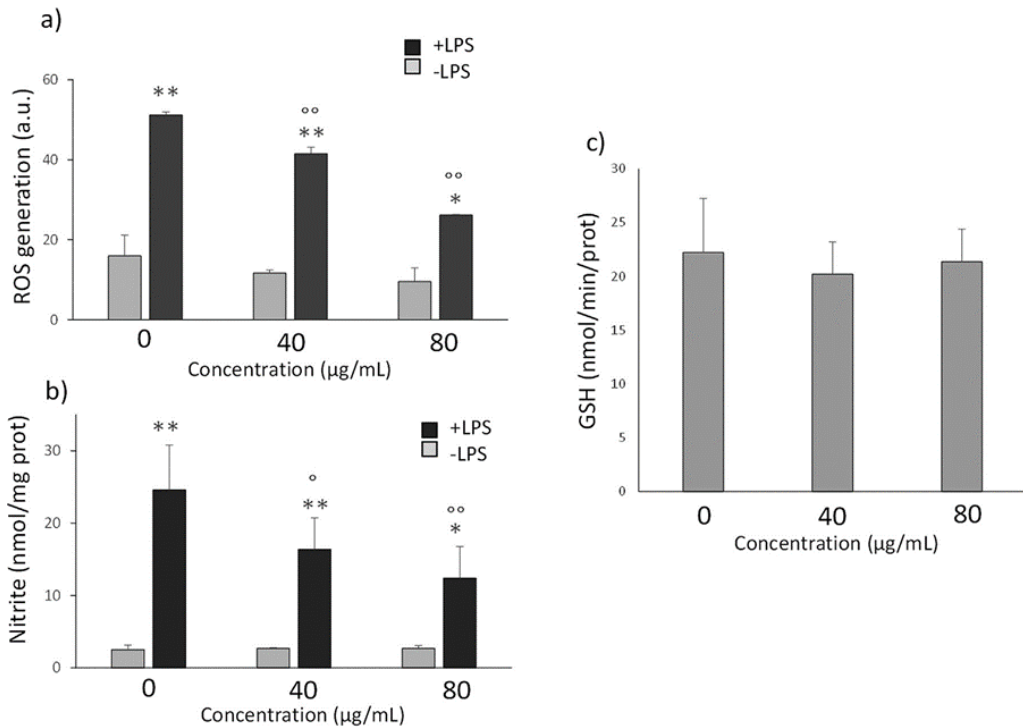 a)
+LPS
-LPS
ROS generation (a.u.)
60
40
20
0
**
°°
**
°°
*
0 40 80
Concentration (µg/mL)
b)
+LPS
-LPS
Nitrite (nmol/mg prot)
30
20
10
0
**
°
**
°°
*
0 40 80
Concentration (µg/mL)
c)
GSH (nmol/min/prot)
30
25
20
15
10
5
0
0 40 80
Concentration (µg/mL)